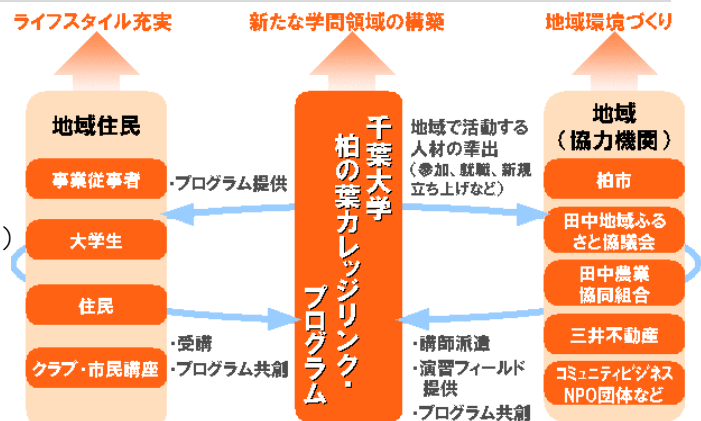 ライフスタイル充実
新たな学問領域の構築
地域環境づくり
地域住民
事業従事者
大学生
住民
クラブ・市民講座
・プログラム提供
・受講
・プログラム共創
千葉大学
柏の葉カレッジリンク・
プログラム
地域で活動する
人材の輩出
（参加、就職、新規
立ち上げなど）
・講師派遣
・演習フィールド
提供
・プログラム共創
地域
（協力機関）
柏市
田中地域ふる
さと協議会
田中農業
協同組合
三井不動産
コミュニティビジネス
NPO団体など
)